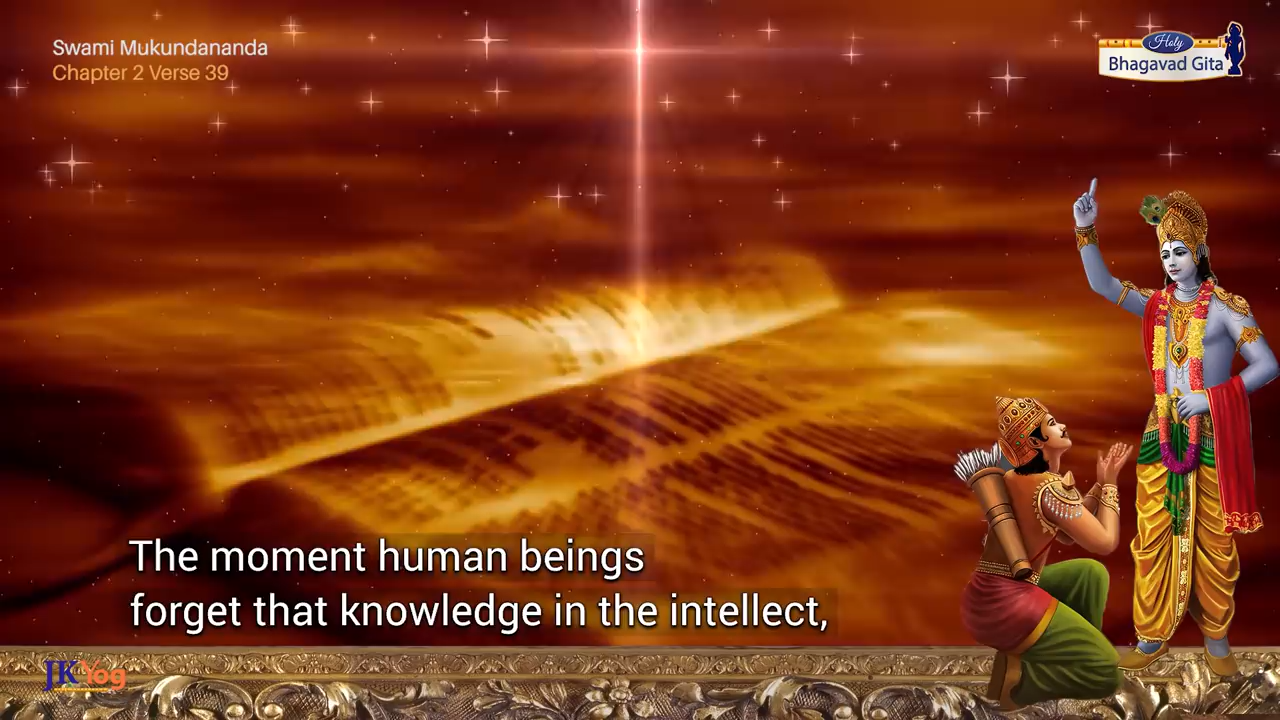 Swami Mukundananda
Chapter 2 Verse 39
Holy
Bhagavad Gita
The moment human beings
forget that knowledge in the intellect,
JKYog